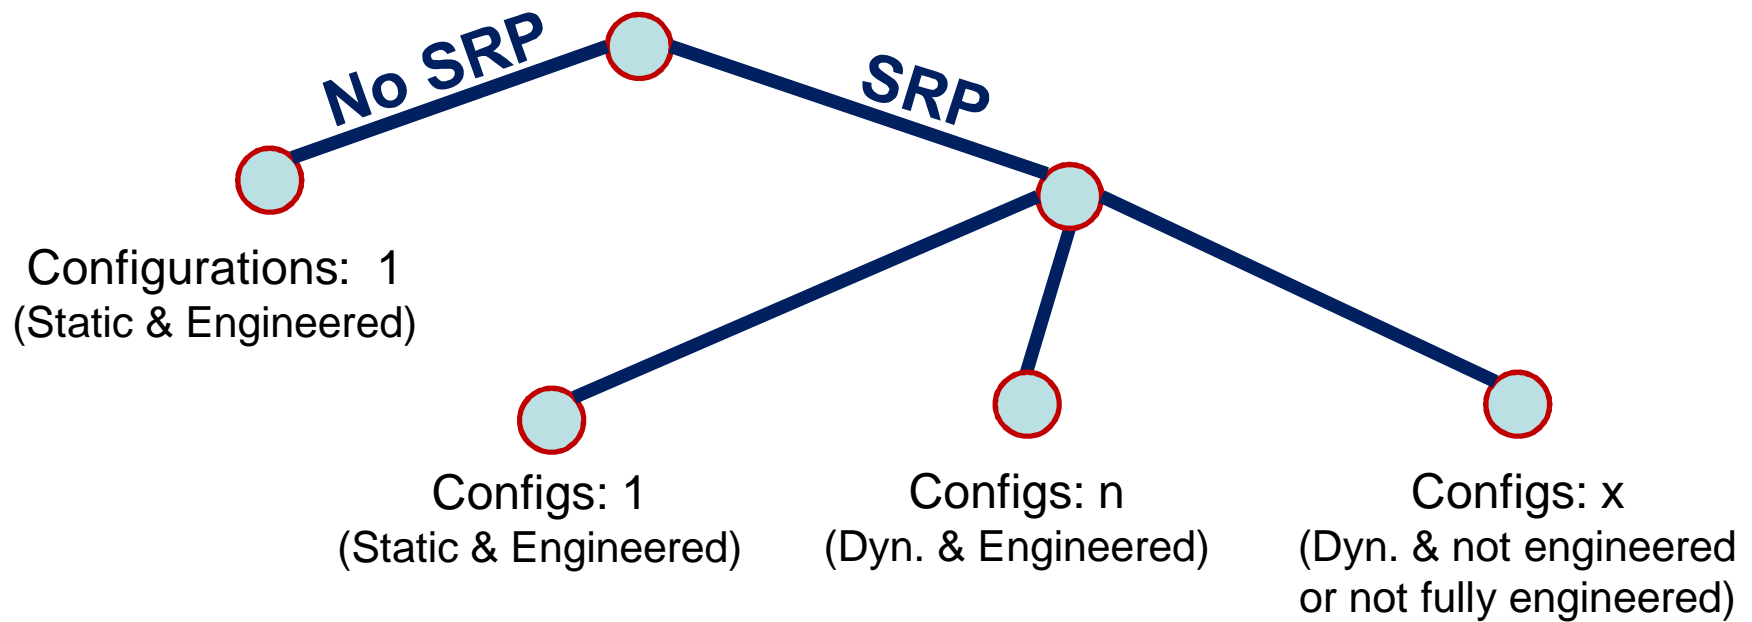 No SRP
SRP
Configurations:  1
(Static & Engineered)
Configs: 1
(Static & Engineered)
Configs: n
(Dyn. & Engineered)
Configs: x
(Dyn. & not engineered
or not fully engineered)